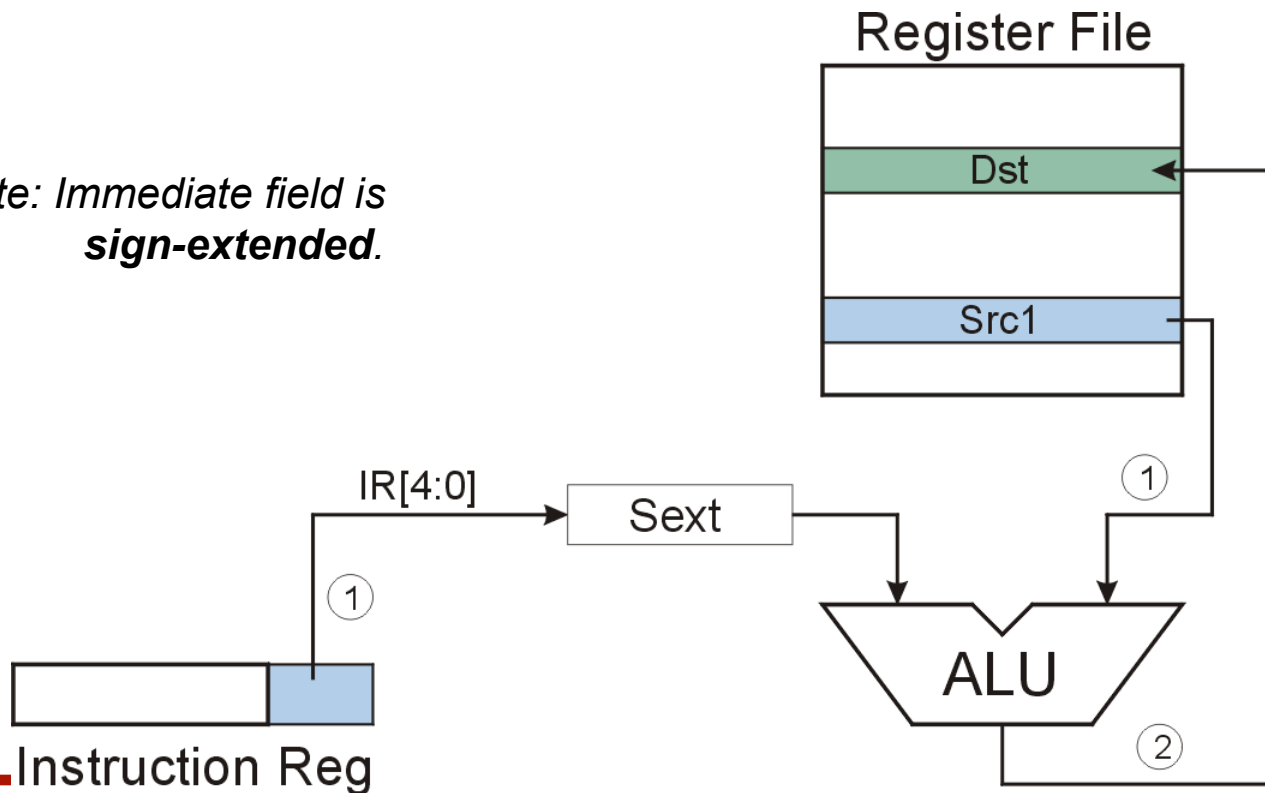 Register File
Dst
te: Immediate field is
sign-extended.
Src1
IR[4:0]
Sext
1
1
ALU
2
Instruction Reg